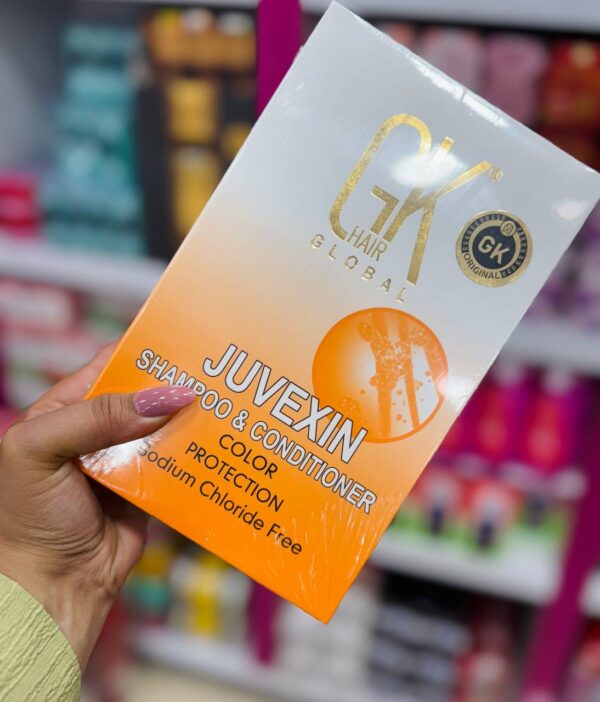 GK®
HAIR
GLOBAL
GK
ORIGINAL
JUVEXIN
SHAMPOO & CONDITIONER
COLOR
PROTECTION
Sodium Chloride Free